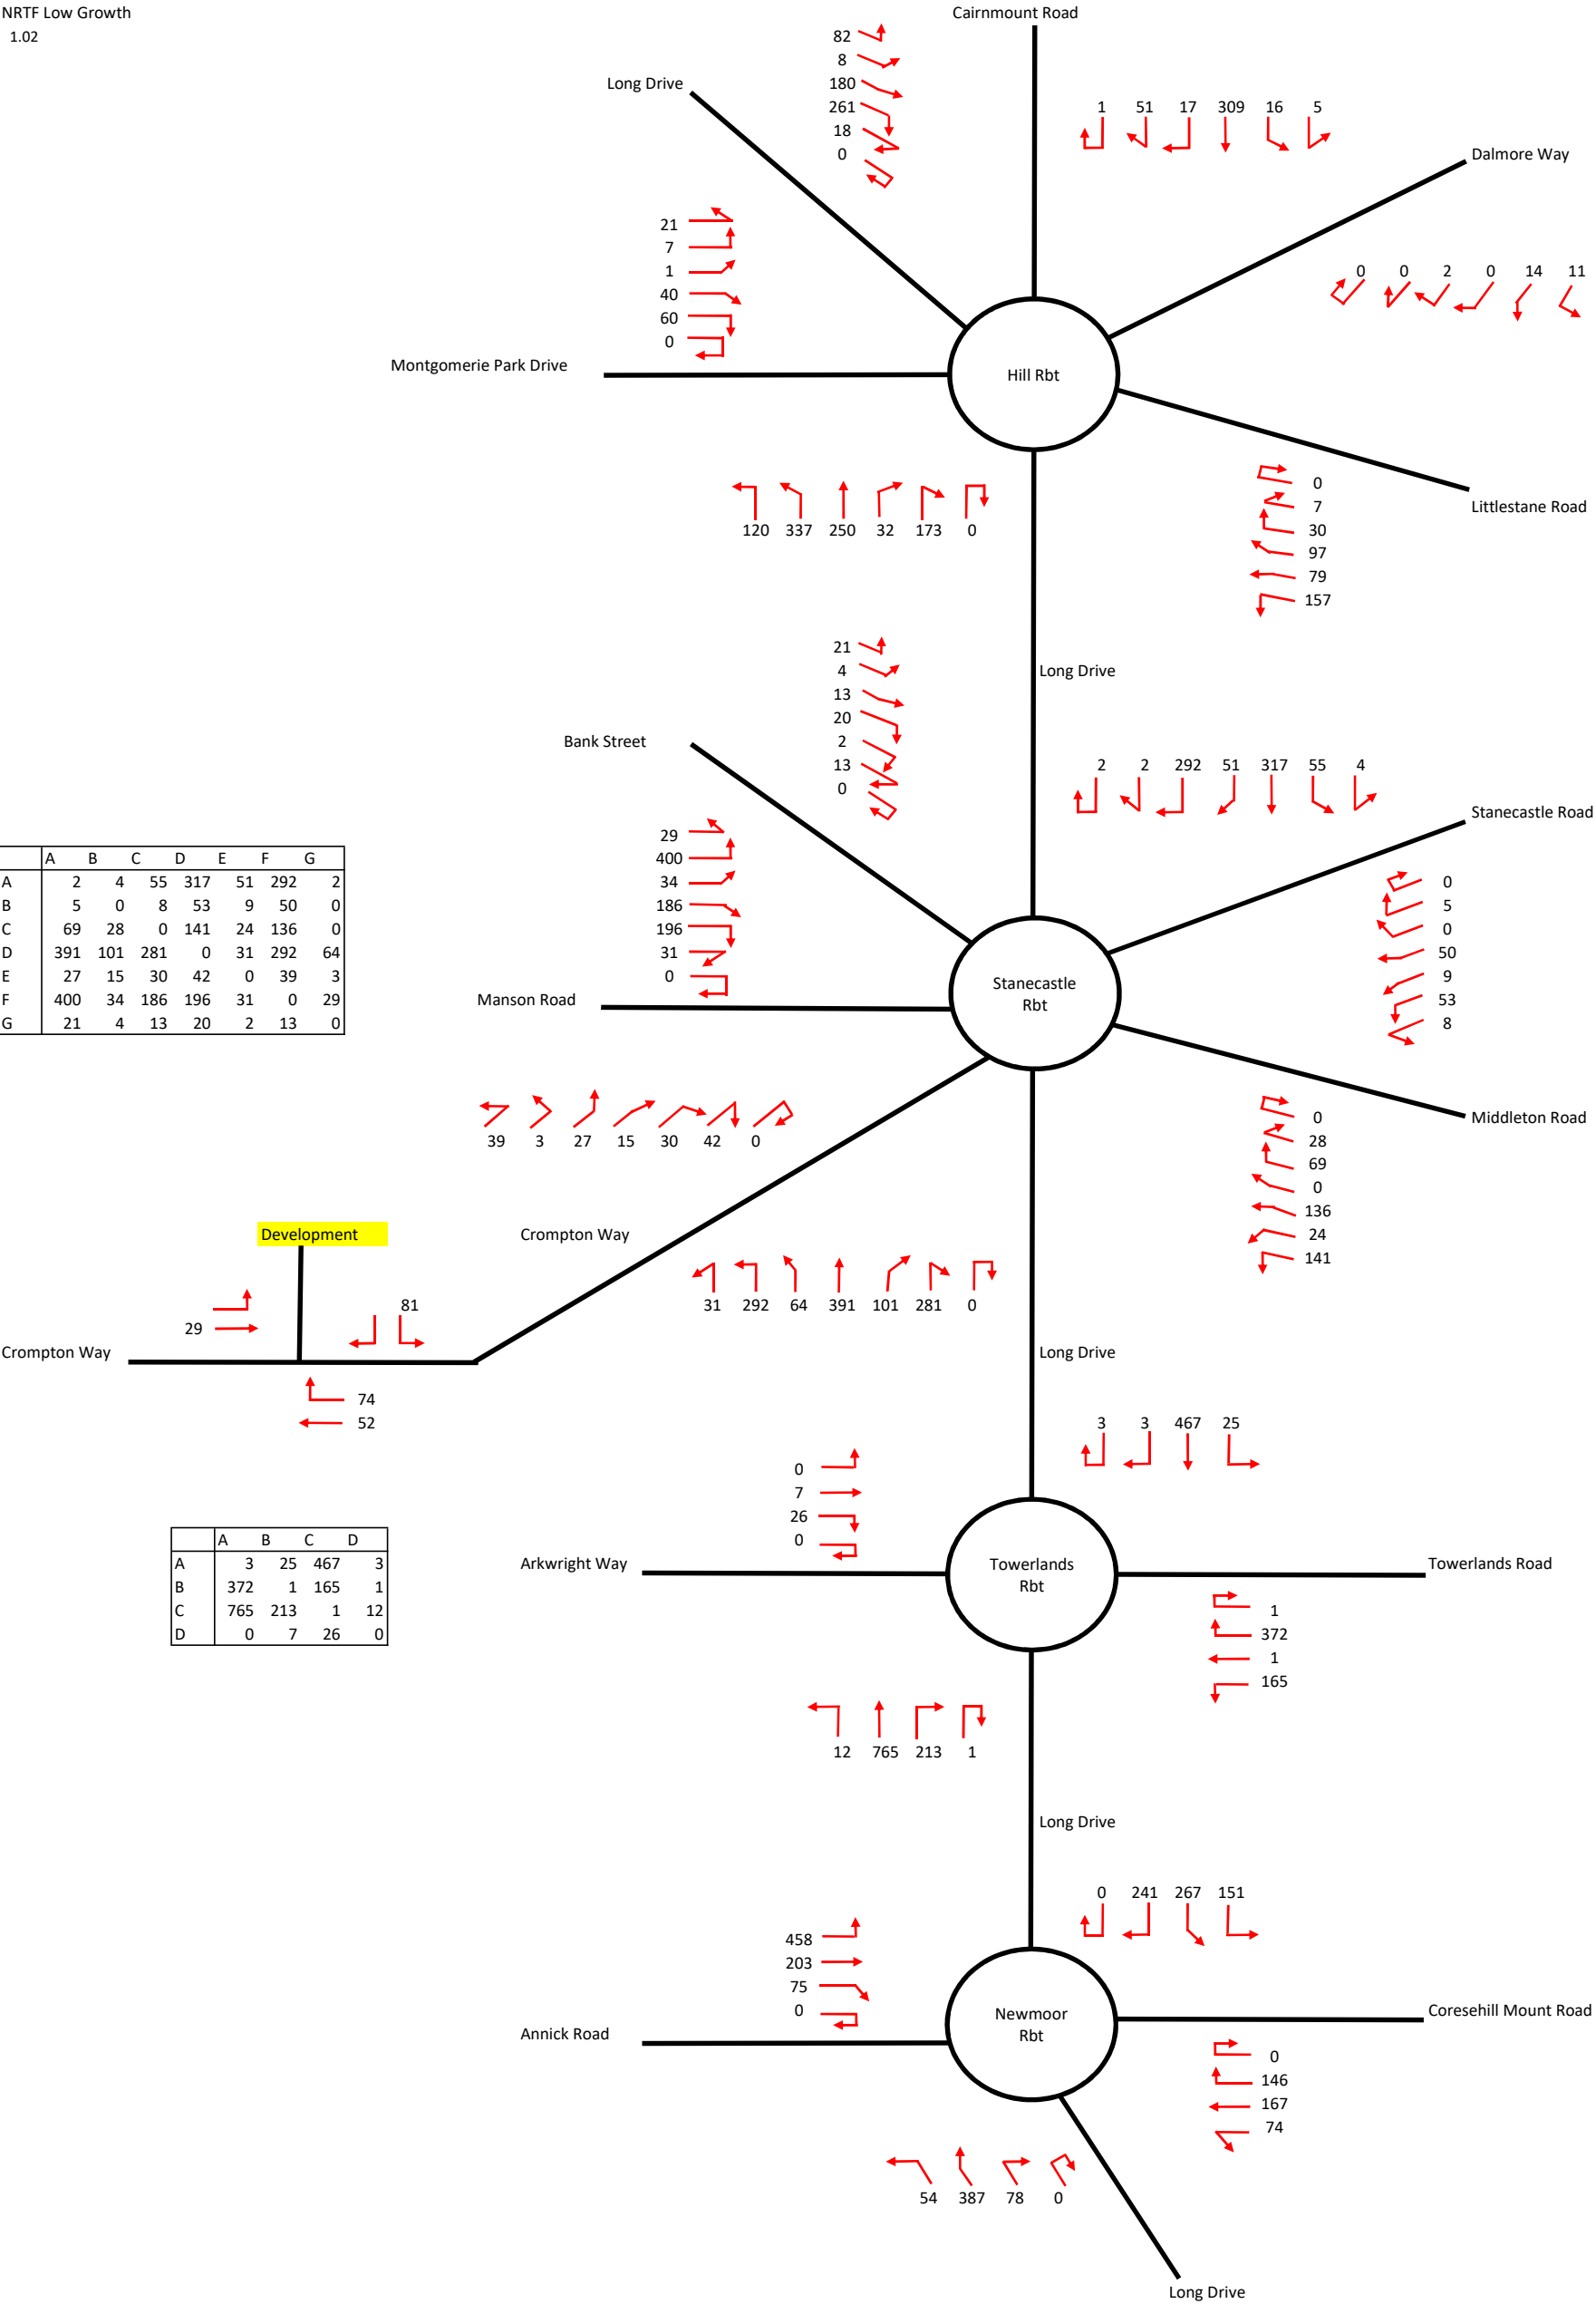 NRTF Low Growth
1.02
Cairnmount Road
Long Drive
82
8
180
261
18
0
1 51 17 309 16 5
Dalmore Way
21
7
1
40
60
0
0 0 2 0 14 11
Montgomerie Park Drive
Hill Rbt
Littlestane Road
0
7
30
97
79
157
120 337 250 32 173 0
Long Drive
21
4
13
20
2
13
0
Bank Street
2 2 292 51 317 55 4
Stanecastle Road
29
400
34
186
196
31
0
0
5
0
50
9
53
8
A B C D E F G
A 2 4 55 317 51 292 2
B 5 0 8 53 9 50 0
C 69 28 0 141 24 136 0
D 391 101 281 0 31 292 64
E 27 15 30 42 0 39 3
F 400 34 186 196 31 0 29
G 21 4 13 20 2 13 0
Manson Road
Stanecastle
Rbt
Middleton Road
39 3 27 15 30 42 0
0
28
69
0
136
24
141
Development
Crompton Way
81
29
31 292 64 391 101 281 0
Crompton Way
74
52
Long Drive
3 3 467 25
0
7
26
0
A B C D
A 3 25 467 3
B 372 1 165 1
C 765 213 1 12
D 0 7 26 0
Arkwright Way
Towerlands
Rbt
Towerlands Road
1
372
1
165
12 765 213 1
Long Drive
0 241 267 151
458
203
75
0
Annick Road
Newmoor
Rbt
Coresehill Mount Road
0
146
167
74
54 387 78 0
Long Drive